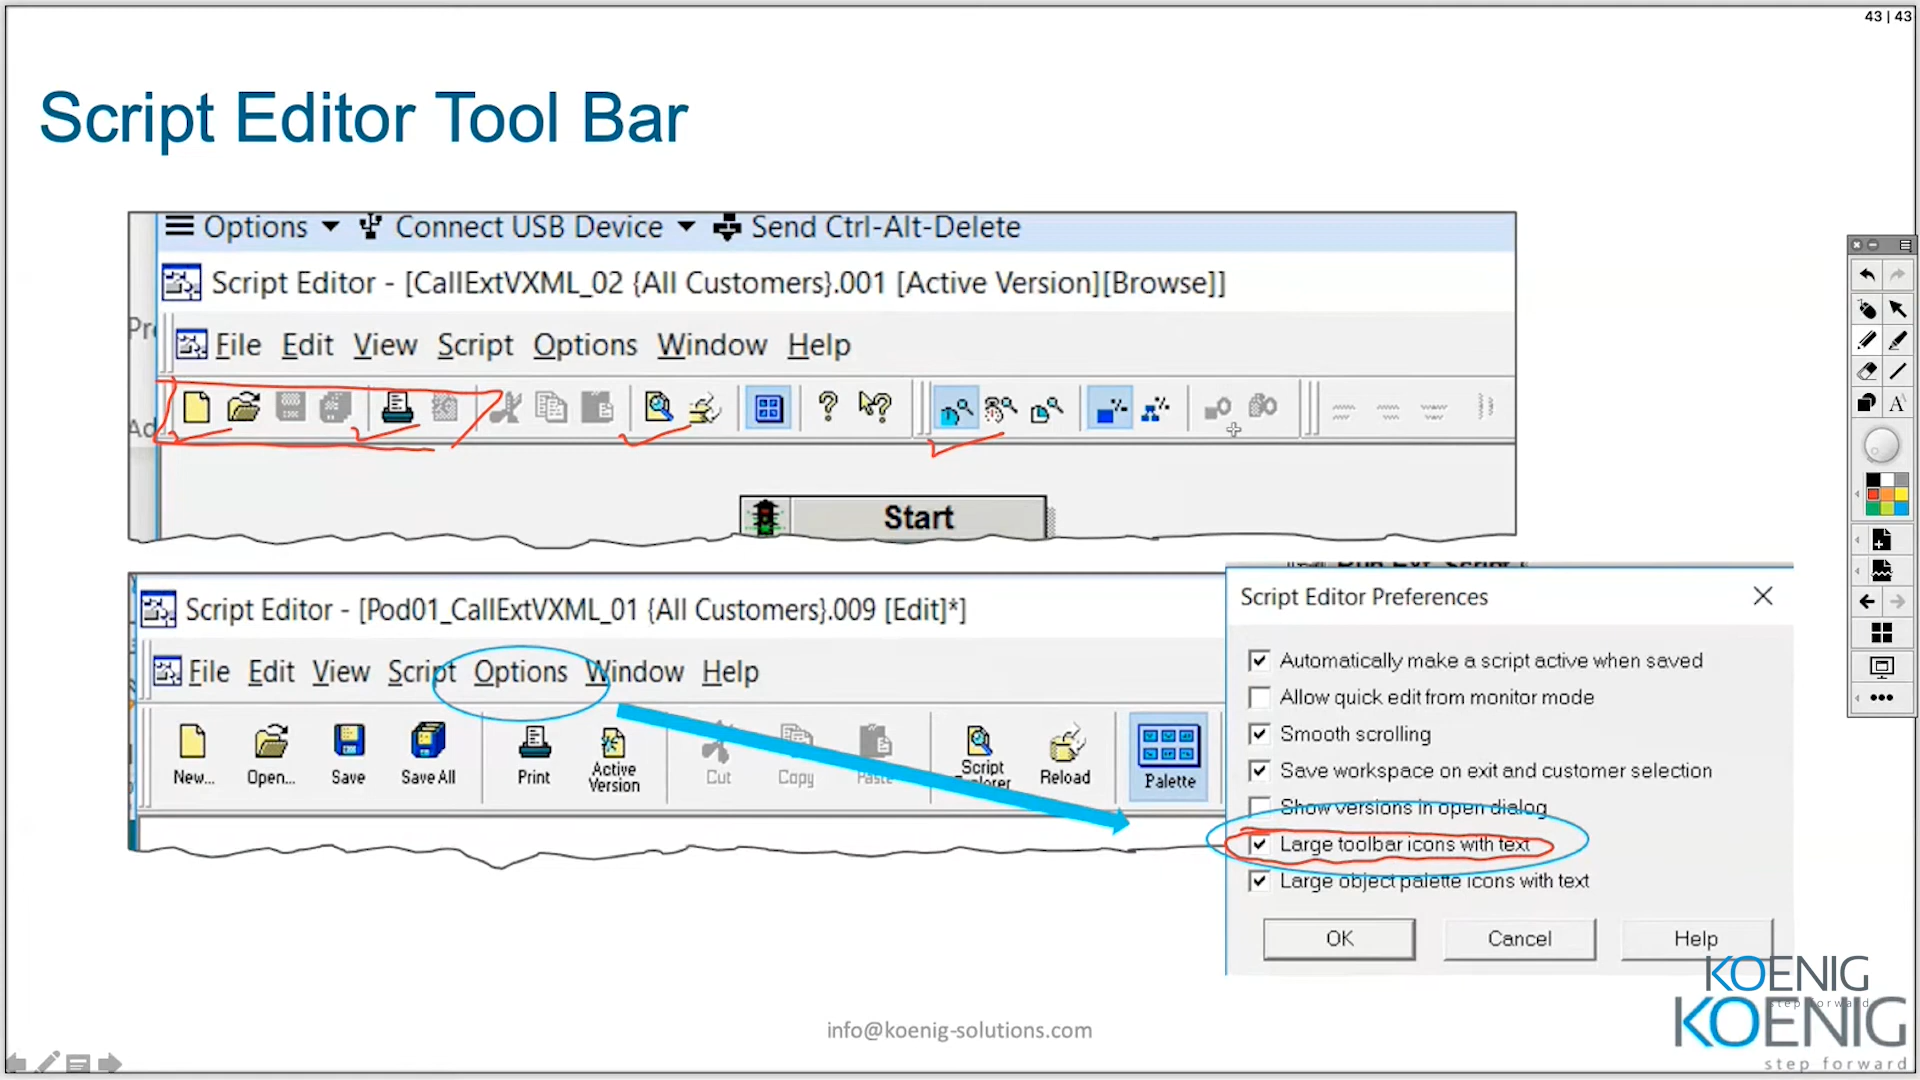 43 | 43
Script Editor Tool Bar
Options Connect USB Device Send Ctrl-Alt-Delete
Script Editor - [CallExtVXML_02 {All Customers}.001 [Active Version][Browse]]
File Edit View Script Options Window Help
Start
Script Editor - [Pod01_CallExtVXML_01 {All Customers}.009 [Edit]*]
File Edit View Script Options Window Help
New... Open... Save Save All Print Active Version Cut Copy Paste Script Explorer Reload Palette
Script Editor Preferences
Automatically make a script active when saved
Allow quick edit from monitor mode
Smooth scrolling
Save workspace on exit and customer selection
Show versions in open dialog
Large toolbar icons with text
Large object palette icons with text
OK Cancel Help
KOENIG
step forward
KOENIG
step forward
info@koenig-solutions.com